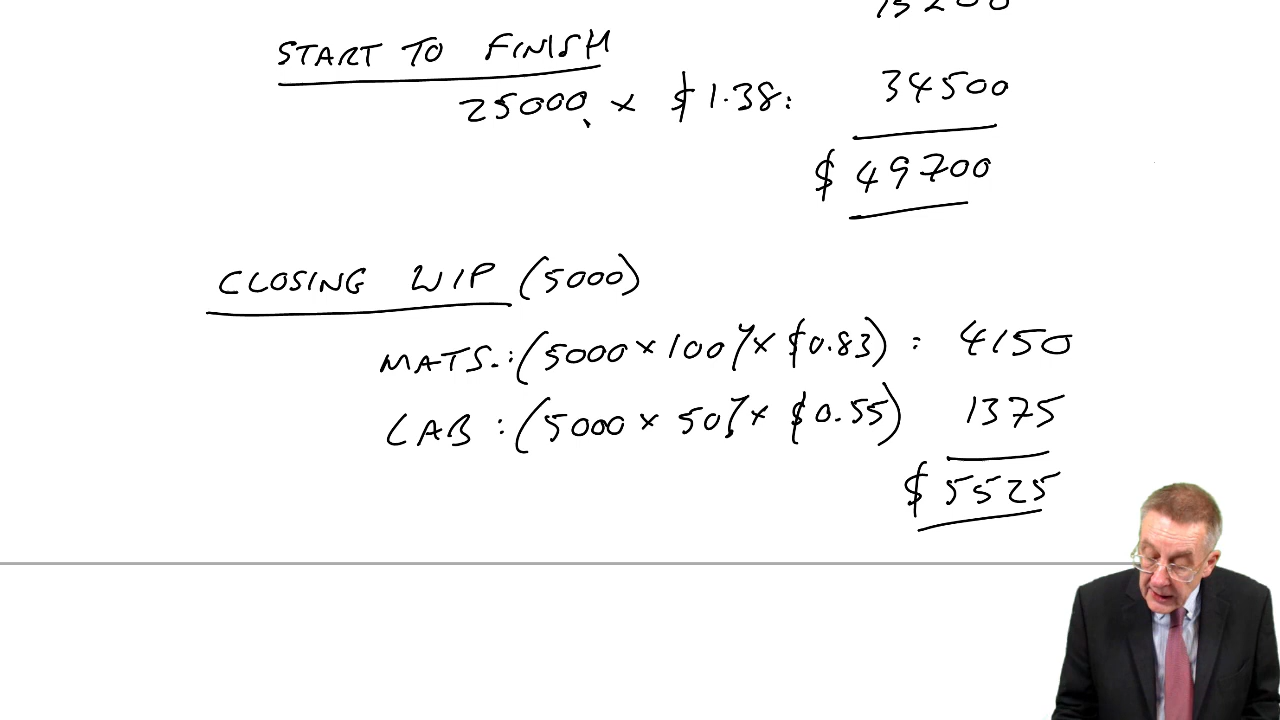 15200
START TO FINISH
25000 × $1.38: 34500
$ 49700
CLOSING WIP (5000)
MATS.: (5000 × 100% × $0.83) : 4150
LAB : (5000 × 50% × $0.55) 1375
$ 5525